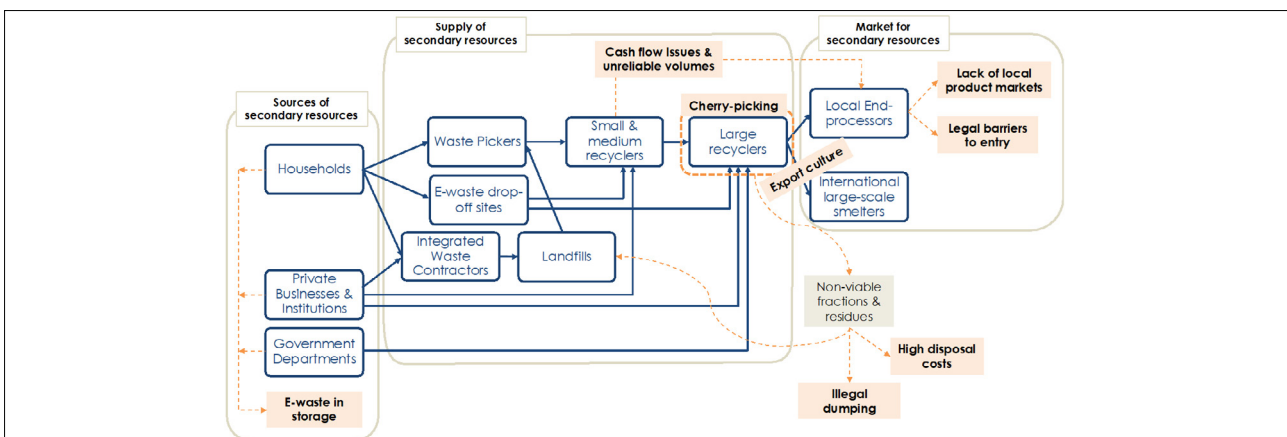 Supply of
secondary resources
Market for
secondary resources
Cash flow issues &
unreliable volumes
Lack of local
product markets
Sources of
secondary resources
Cherry-picking
Local End-
processors
Waste Pickers
Small &
medium
recyclers
Large
recyclers
Legal barriers
to entry
Households
Export culture
E-waste drop-
off sites
International
large-scale
smelters
Integrated
Waste
Contractors
Landfills
Private
Businesses &
Institutions
Non-viable
fractions &
residues
Government
Departments
High disposal
costs
Illegal
dumping
E-waste in
storage